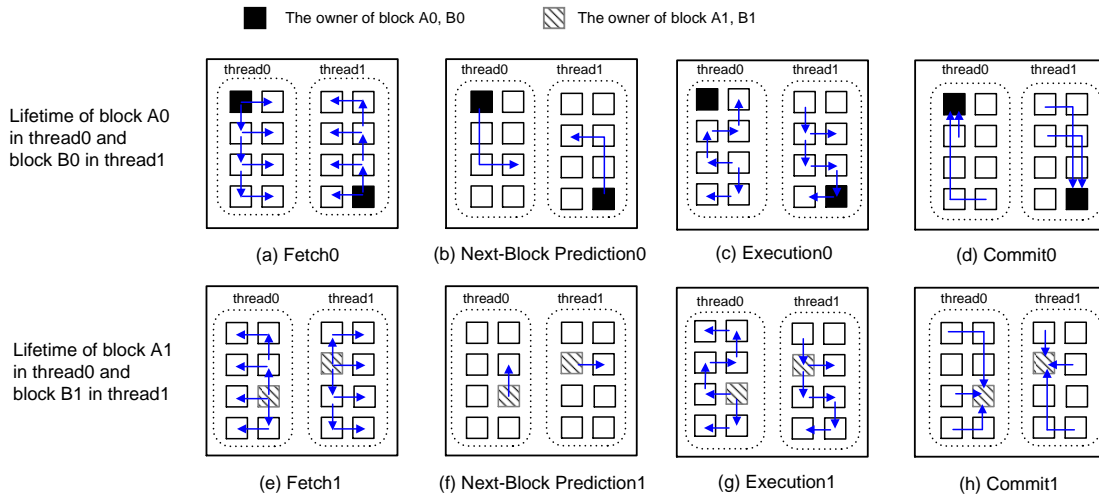 The owner of block A0, B0
The owner of block A1, B1
thread0
thread1
thread0
thread1
thread0
thread1
thread0
thread1
Lifetime of block A0
in thread0 and
block B0 in thread1
(a) Fetch0
(b) Next-Block Prediction0
(c) Execution0
(d) Commit0
thread0
thread1
thread0
thread1
thread0
thread1
thread0
thread1
Lifetime of block A1
in thread0 and
block B1 in thread1
(e) Fetch1
(f) Next-Block Prediction1
(g) Execution1
(h) Commit1